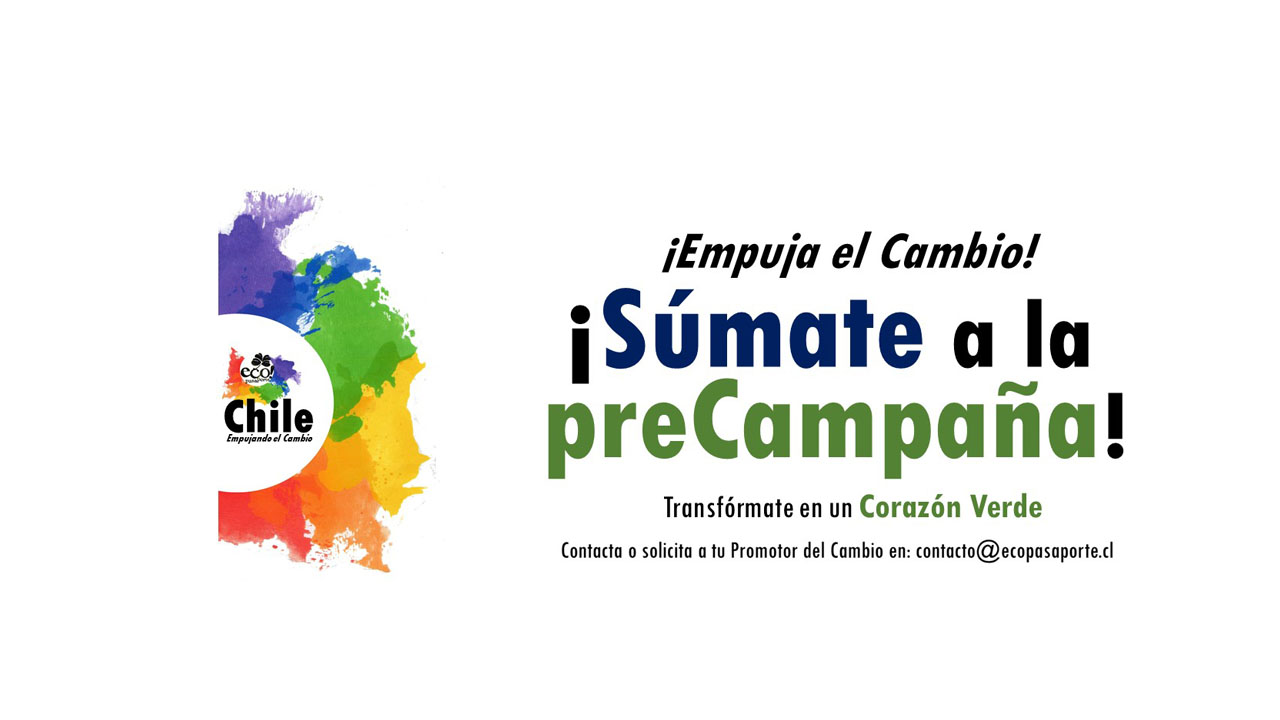 eco!
Chile
Empujando el Cambio
¡Empuja el Cambio!
¡Súmate a la
preCampaña!
Transfórmate en un Corazón Verde
Contacta o solicita a tu Promotor del Cambio en: contacto@ecopasaporte.cl